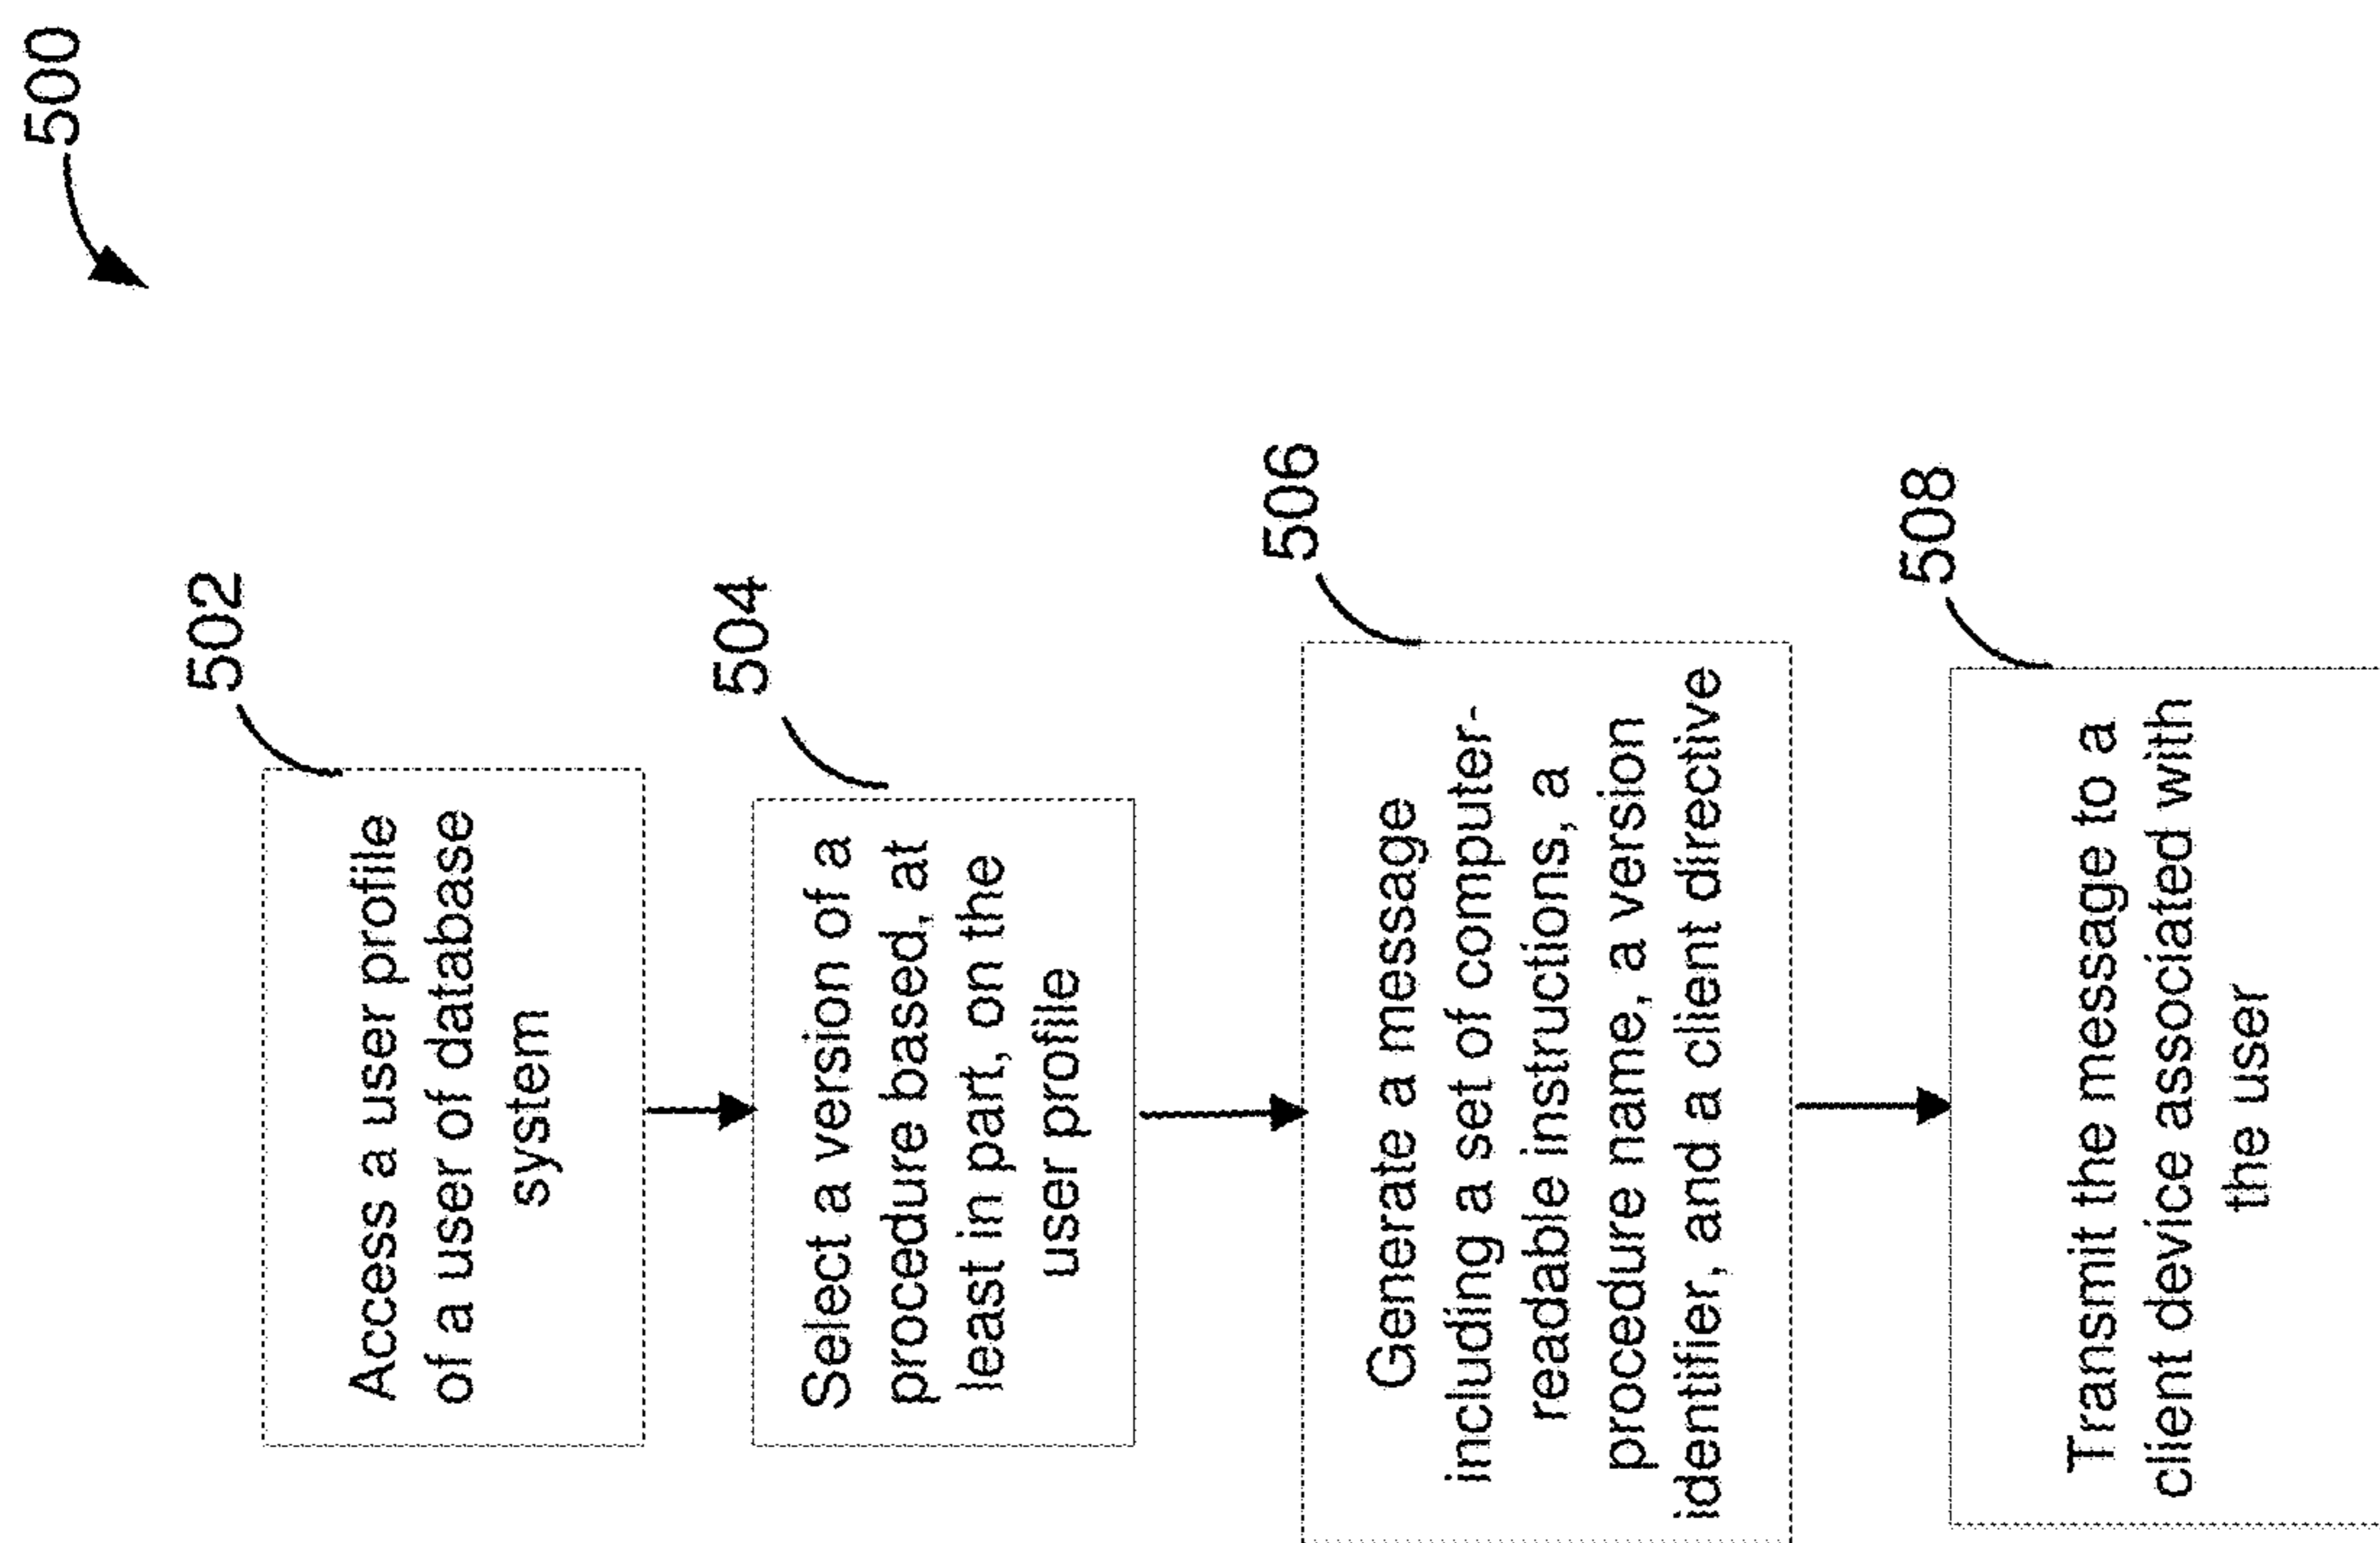 500
502
Access a user profile
of a user of database
system
504
Select a version of a
procedure based, at
least in part, on the
user profile
506
Generate a message
including a set of computer-
readable instructions, a
procedure name, a version
identifier, and a client directive
508
Transmit the message to a
client device associated with
the user